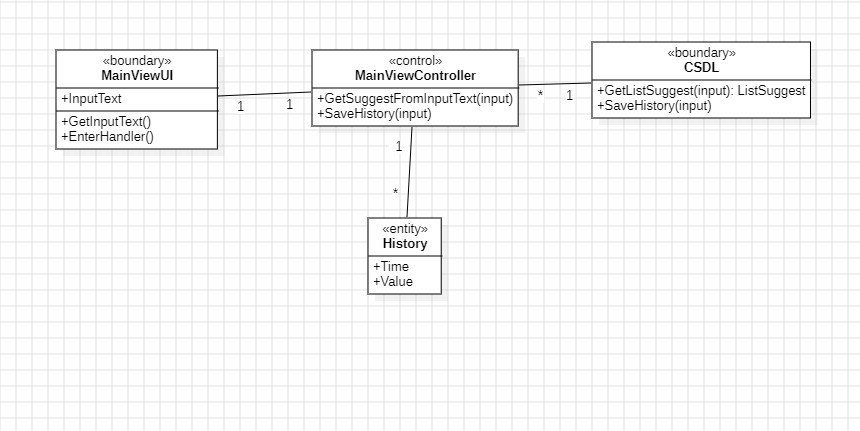 «boundary»
MainViewUI
+InputText
+GetInputText()
+EnterHandler()
1
1
«control»
MainViewController
+GetSuggestFromInputText(input)
+SaveHistory(input)
*
1
«boundary»
CSDL
+GetListSuggest(input): ListSuggest
+SaveHistory(input)
1
*
«entity»
History
+Time
+Value